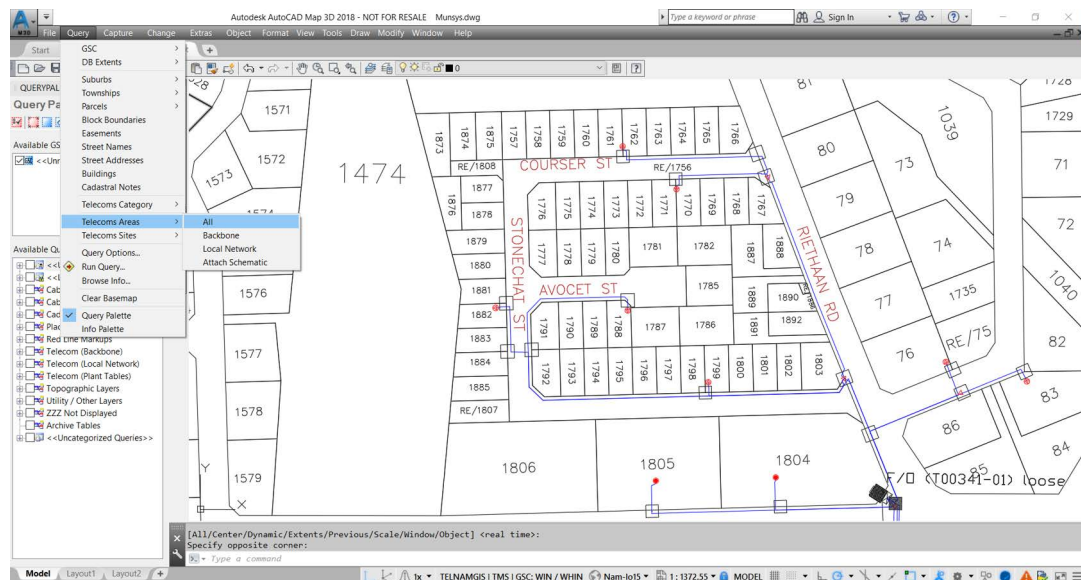 Autodesk AutoCAD Map 3D 2018 - NOT FOR RESALE Munsys.dwg
Type a keyword or phrase
Sign In
File Query Capture Change Extras Object Format View Tools Draw Modify Window Help
Start
GSC
DB Extents
Suburbs
Townships
Parcels
Block Boundaries
Easements
Street Names
Street Addresses
Buildings
Cadastral Notes
Telecoms Category
Telecoms Areas
Telecoms Sites
Query Options...
Run Query...
Browse Info...
Clear Basemap
Query Palette
Info Palette
All
Backbone
Local Network
Attach Schematic
QUERYPAL
Query Pa
Available GS
Available Qu
Red Line Markups
Telecom (Backbone)
Telecom (Local Network)
Telecom (Plant Tables)
Topographic Layers
Utility / Other Layers
ZZZ Not Displayed
Archive Tables
<<Uncategorized Queries>>
0
1571
1572
1573
1574
1576
1577
1578
1579
1474
1873
1874
1875
1757
1758
1759
1760
1761
1762
1763
1764
1765
1766
RE/1808
COURSER ST
RE/1756
1876
1877
1878
1879
1880
1881
1882
1883
1884
1885
RE/1807
STONECHAT ST
1776
1775
1774
1773
1772
1771
1770
1769
1768
1767
1777
1778
1779
1780
1781
1782
1887
1888
AVOCET ST
1785
1889
1890
1791
1790
1789
1788
1787
1786
1891
1892
1792
1793
1794
1795
1796
1797
1798
1799
1800
1801
1802
1803
RIETHAAN RD
1806
1805
1804
81
80
79
78
77
76
73
74
1735
RE/75
1039
1728
1729
71
72
1040
82
83
84
85
86
F/O (T00341-01) loose
Y
X
[All/Center/Dynamic/Extents/Previous/Scale/Window/Object] <real time>:
Specify opposite corner:
Type a command
Model Layout1 Layout2
1x TELNAMGIS | TMS | GSC: WIN / WHIN Nam-lo15 1 : 1372.55 MODEL